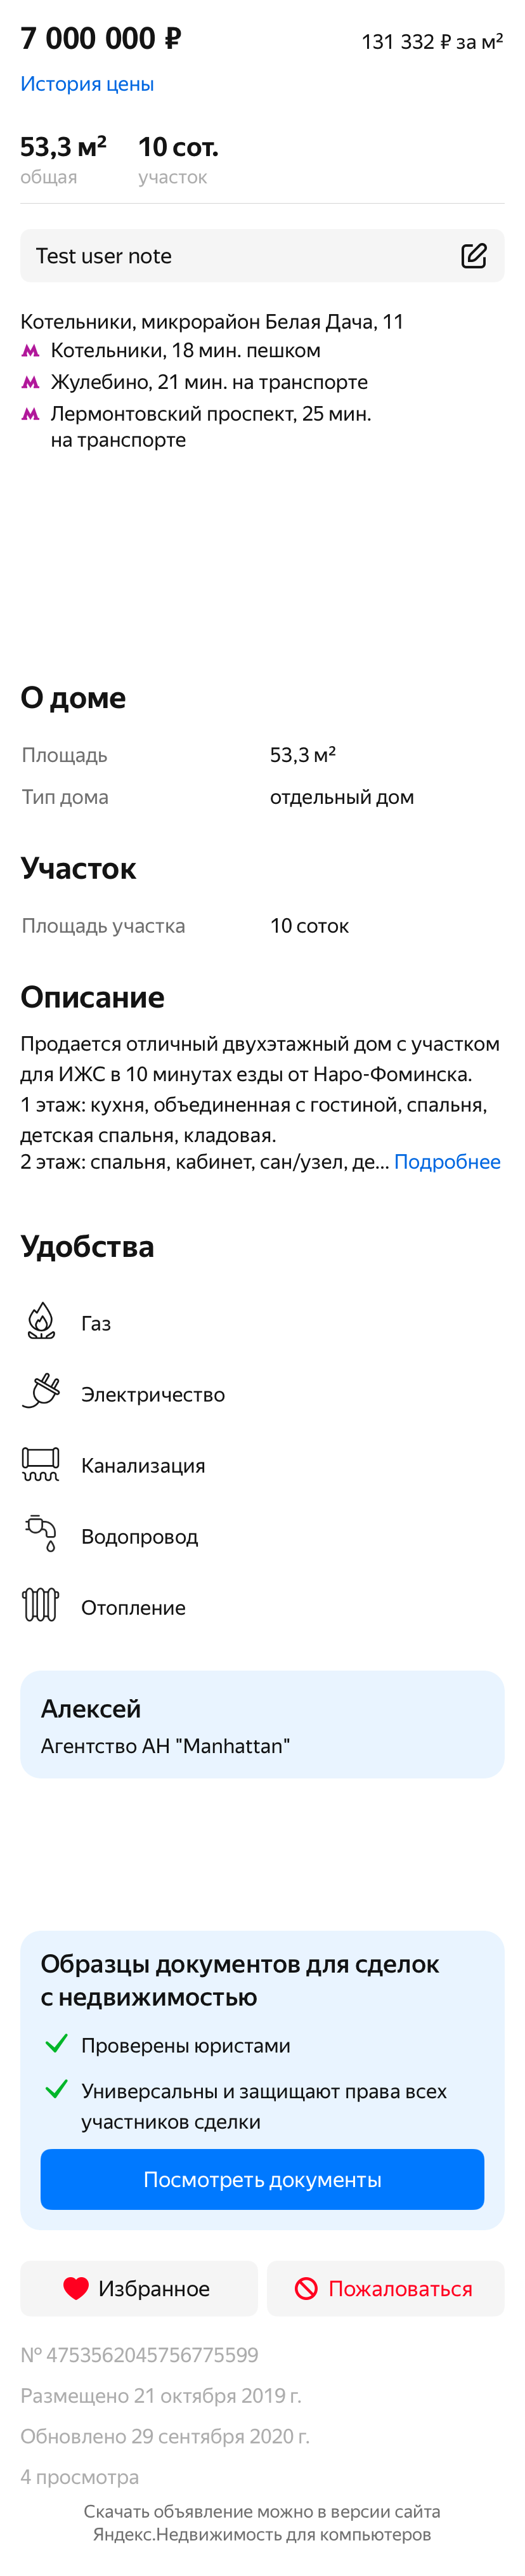 7 000 000 ₽
131 332 ₽ за м²
История цены
53,3 м²
10 сот.
общая
участок
Test user note
Котельники, микрорайон Белая Дача, 11
Котельники, 18 мин. пешком
Жулебино, 21 мин. на транспорте
Лермонтовский проспект, 25 мин.
на транспорте
О доме
Площадь
53,3 м²
Тип дома
отдельный дом
Участок
Площадь участка
10 соток
Описание
Продается отличный двухэтажный дом с участком
для ИЖС в 10 минутах езды от Наро-Фоминска.
1 этаж: кухня, объединенная с гостиной, спальня,
детская спальня, кладовая.
2 этаж: спальня, кабинет, сан/узел, де... Подробнее
Удобства
Газ
Электричество
Канализация
Водопровод
Отопление
Алексей
Агентство АН "Manhattan"
Образцы документов для сделок
с недвижимостью
Проверены юристами
Универсальны и защищают права всех
участников сделки
Посмотреть документы
Избранное
Пожаловаться
№ 4753562045756775599
Размещено 21 октября 2019 г.
Обновлено 29 сентября 2020 г.
4 просмотра
Скачать объявление можно в версии сайта
Яндекс.Недвижимость для компьютеров